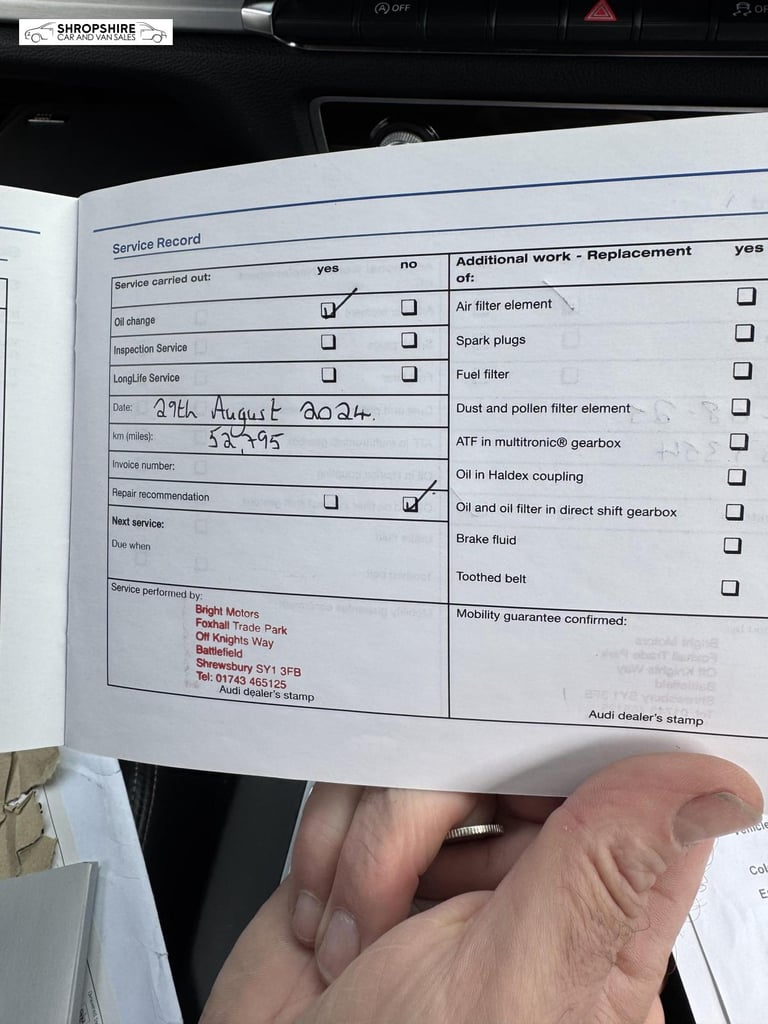 SHROPSHIRE
CAR AND VAN SALES
OFF
Service Record
Service carried out: yes no
Oil change
Inspection Service
LongLife Service
Date: 29th August 2024.
km (miles): 52,795
Invoice number:
Repair recommendation
Next service:
Due when
Service performed by:
Bright Motors
Foxhall Trade Park
Off Knights Way
Battlefield
Shrewsbury SY1 3FB
Tel: 01743 465125
Audi dealer's stamp
Additional work - Replacement yes
of:
Air filter element
Spark plugs
Fuel filter
Dust and pollen filter element
ATF in multitronic® gearbox
Oil in Haldex coupling
Oil and oil filter in direct shift gearbox
Brake fluid
Toothed belt
Mobility guarantee confirmed:
Audi dealer's stamp